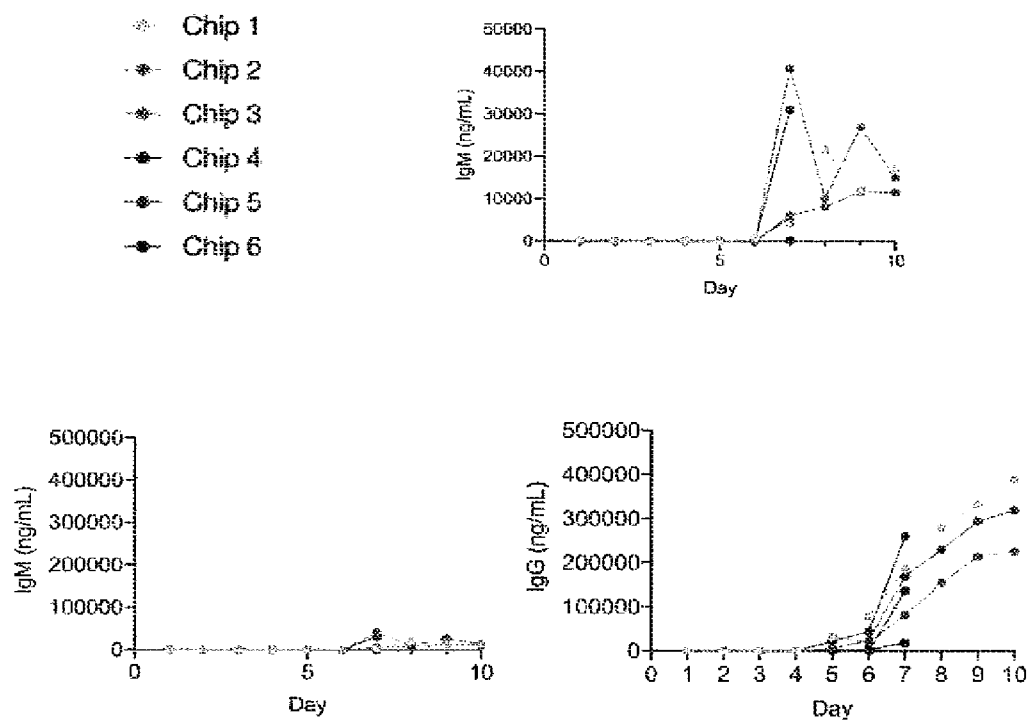 Chip 1
Chip 2
Chip 3
Chip 4
Chip 5
Chip 6
50000
40000
30000
20000
10000
0
IgM (ng/mL)
0 5 10
Day
500000
400000
300000
200000
100000
0
IgM (ng/mL)
0 5 10
Day
500000
400000
300000
200000
100000
0
IgG (ng/mL)
0 1 2 3 4 5 6 7 8 9 10
Day